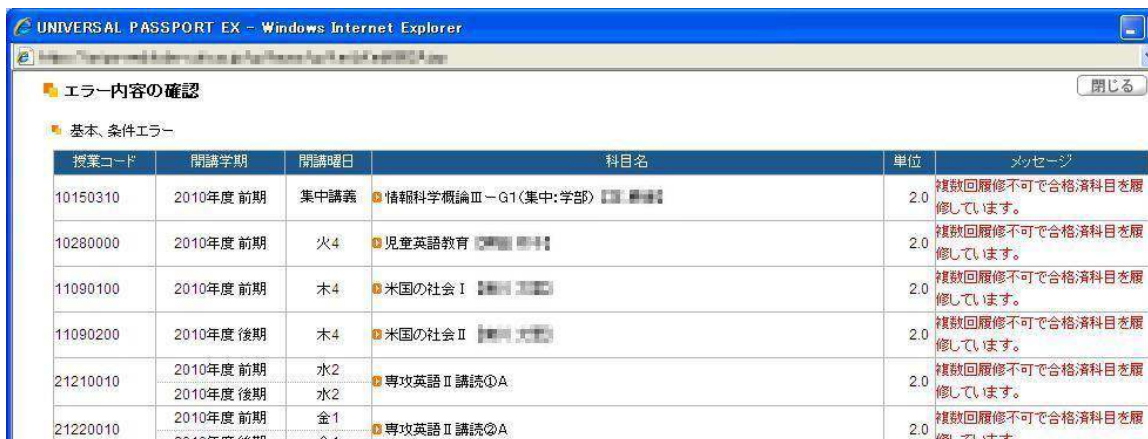 UNIVERSAL PASSPORT EX - Windows Internet Explorer
エラー内容の確認
閉じる
基本、条件エラー
授業コード 開講学期 開講曜日 科目名 単位 メッセージ
10150310 2010年度 前期 集中講義 情報科学概論Ⅲ－G1(集中:学部) 2.0 複数回履修不可で合格済科目を履
修しています。
10280000 2010年度 前期 火4 児童英語教育 2.0 複数回履修不可で合格済科目を履
修しています。
11090100 2010年度 前期 木4 米国の社会Ⅰ 2.0 複数回履修不可で合格済科目を履
修しています。
11090200 2010年度 後期 木4 米国の社会Ⅱ 2.0 複数回履修不可で合格済科目を履
修しています。
21210010 2010年度 前期 水2 専攻英語Ⅱ講読①A 2.0 複数回履修不可で合格済科目を履
2010年度 後期 水2 修しています。
21220010 2010年度 前期 金1 専攻英語Ⅱ講読②A 2.0 複数回履修不可で合格済科目を履